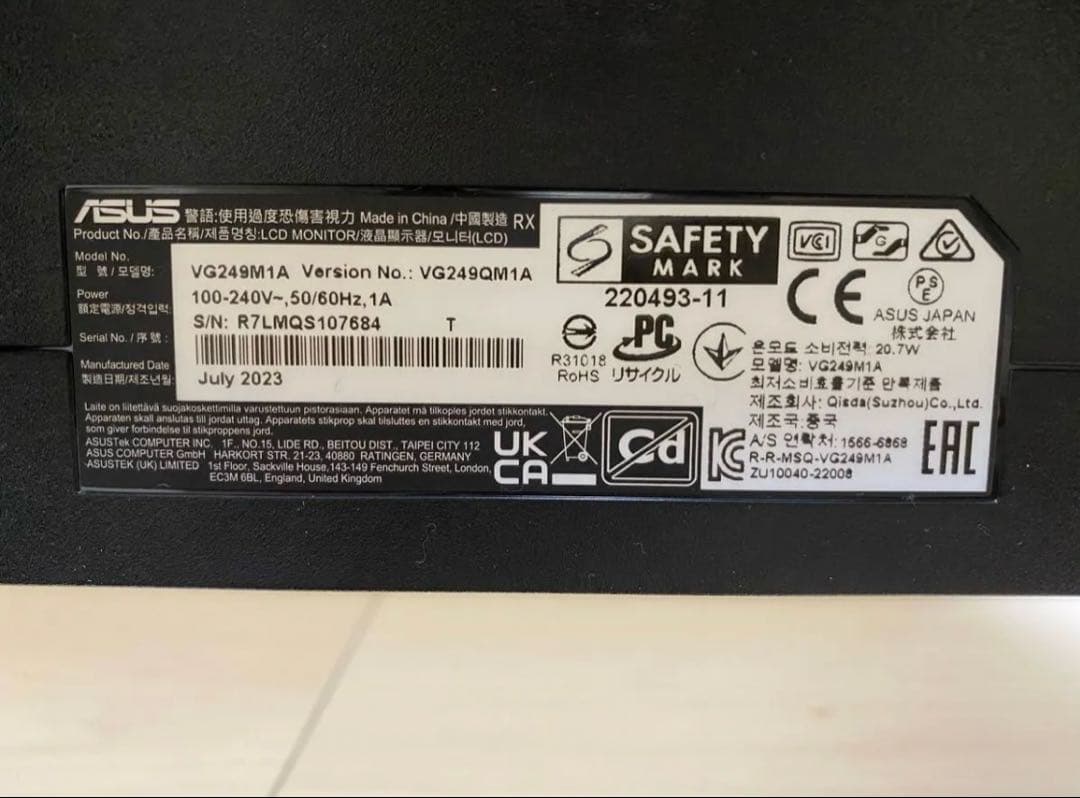 ASUS 警語:使用過度恐傷害視力 Made in China /中國製造 RX
Product No./產品名稱/제품명칭:LCD MONITOR/液晶顯示器/모니터(LCD)
Model No.
型 號 / 모델명:
VG249M1A Version No.: VG249QM1A
Power
額定電源/정격입력:
100-240V~,50/60Hz,1A
Serial No. / 序 號 :
S/N: R7LMQS107684 T
Manufactured Date
製造日期/제조년월:
July 2023
Laite on liitettävä suojakoskettimilla varustettuun pistorasiaan. Apparatet må tilkoples jordet stikkontakt.
Apparaten skall anslutas till jordat uttag. Apparatets stikprop skal tilsluttes en stikkontakt med jord,
som giver forbindelse til stikproppens jord.
ASUSTek COMPUTER INC. 1F., NO.15, LIDE RD., BEITOU DIST., TAIPEI CITY 112
ASUS COMPUTER GmbH HARKORT STR. 21-23, 40880 RATINGEN, GERMANY
ASUSTEK (UK) LIMITED 1st Floor, Sackville House,143-149 Fenchurch Street, London,
EC3M 6BL, England, United Kingdom
UK
CA
Cd
SAFETY
MARK
220493-11
R31018
RoHS
PC
リサイクル
VCCI
G
CE
PS
E
ASUS JAPAN
株式会社
온모드 소비전력: 20.7W
모델명: VG249M1A
최저소비효율기준 만족제품
제조회사: Qisda(Suzhou)Co.,Ltd.
제조국:중국
A/S 연락처: 1566-6868
R-R-MSQ-VG249M1A
ZU10040-22008
KC
EAC